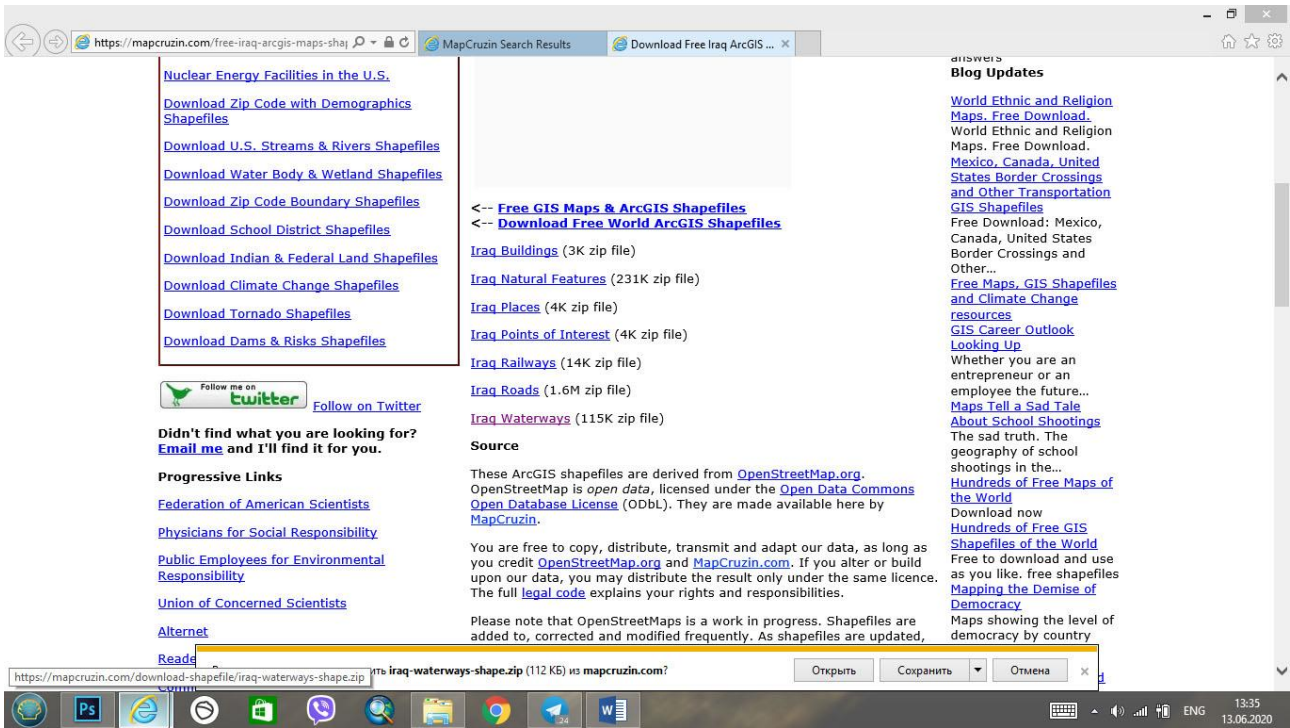 https://mapcruzin.com/free-iraq-arcgis-maps-shap
MapCruzin Search Results
Download Free Iraq ArcGIS ...
Nuclear Energy Facilities in the U.S.
Download Zip Code with Demographics
Shapefiles
Download U.S. Streams & Rivers Shapefiles
Download Water Body & Wetland Shapefiles
Download Zip Code Boundary Shapefiles
Download School District Shapefiles
Download Indian & Federal Land Shapefiles
Download Climate Change Shapefiles
Download Tornado Shapefiles
Download Dams & Risks Shapefiles
Follow me on
twitter
Follow on Twitter
Didn't find what you are looking for?
Email me and I'll find it for you.
Progressive Links
Federation of American Scientists
Physicians for Social Responsibility
Public Employees for Environmental
Responsibility
Union of Concerned Scientists
Alternet
Reade
<-- Free GIS Maps & ArcGIS Shapefiles
<-- Download Free World ArcGIS Shapefiles
Iraq Buildings (3K zip file)
Iraq Natural Features (231K zip file)
Iraq Places (4K zip file)
Iraq Points of Interest (4K zip file)
Iraq Railways (14K zip file)
Iraq Roads (1.6M zip file)
Iraq Waterways (115K zip file)
Source
These ArcGIS shapefiles are derived from OpenStreetMap.org.
OpenStreetMap is open data, licensed under the Open Data Commons
Open Database License (ODbL). They are made available here by
MapCruzin.
You are free to copy, distribute, transmit and adapt our data, as long as
you credit OpenStreetMap.org and MapCruzin.com. If you alter or build
upon our data, you may distribute the result only under the same licence.
The full legal code explains your rights and responsibilities.
Please note that OpenStreetMaps is a work in progress. Shapefiles are
added to, corrected and modified frequently. As shapefiles are updated,
answers
Blog Updates
World Ethnic and Religion
Maps. Free Download.
World Ethnic and Religion
Maps. Free Download.
Mexico, Canada, United
States Border Crossings
and Other Transportation
GIS Shapefiles
Free Download: Mexico,
Canada, United States
Border Crossings and
Other...
Free Maps, GIS Shapefiles
and Climate Change
resources
GIS Career Outlook
Looking Up
Whether you are an
entrepreneur or an
employee the future...
Maps Tell a Sad Tale
About School Shootings
The sad truth. The
geography of school
shootings in the...
Hundreds of Free Maps of
the World
Download now
Hundreds of Free GIS
Shapefiles of the World
Free to download and use
as you like. free shapefiles
Mapping the Demise of
Democracy
Maps showing the level of
democracy by country
ить iraq-waterways-shape.zip (112 КБ) из mapcruzin.com?
Открыть
Сохранить
Отмена
https://mapcruzin.com/download-shapefile/iraq-waterways-shape.zip
Ps
24
ENG
13:35
13.06.2020